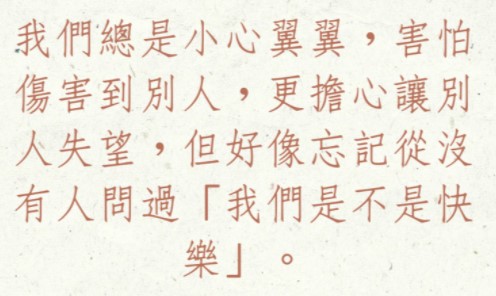 我們總是小心翼翼，害怕
傷害到別人，更擔心讓別
人失望，但好像忘記從沒
有人問過「我們是不是快
樂」。